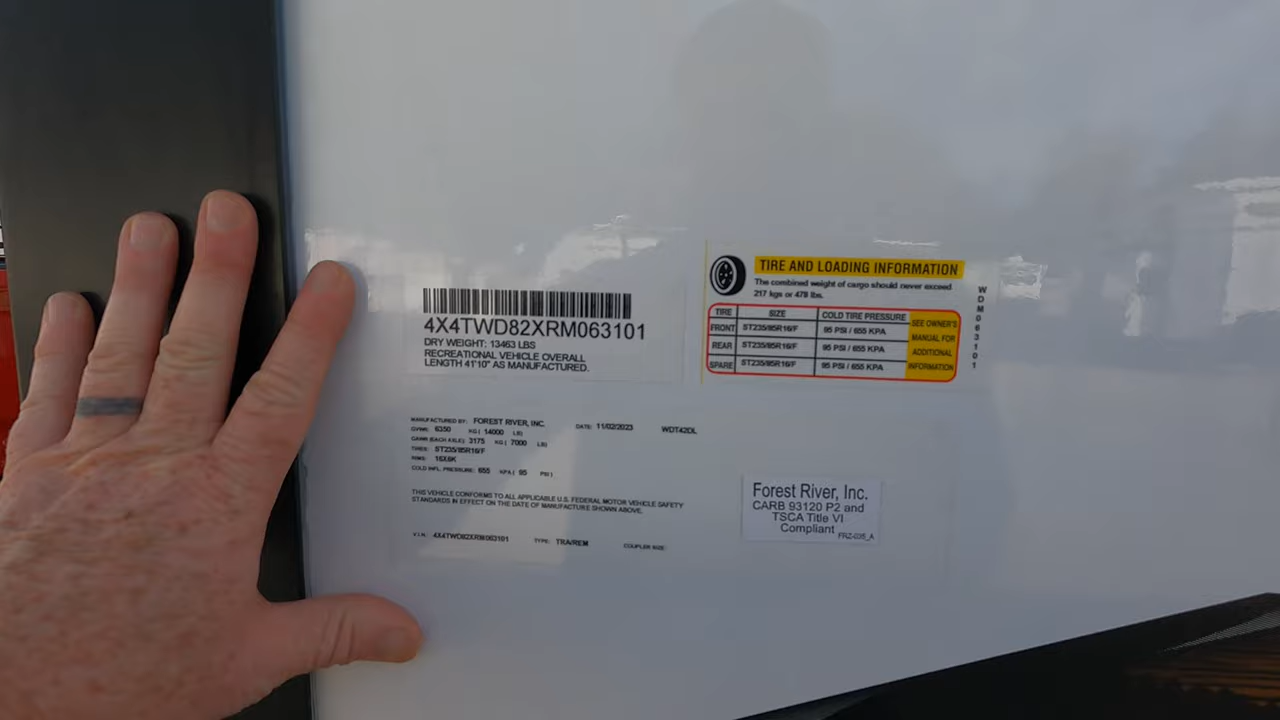 4X4TWD82XRM063101
DRY WEIGHT: 13463 LBS
RECREATIONAL VEHICLE OVERALL
LENGTH 41'10" AS MANUFACTURED.
TIRE AND LOADING INFORMATION
The combined weight of cargo should never exceed
217 kgs or 478 lbs.
TIRE SIZE COLD TIRE PRESSURE
FRONT ST235/85R16/F 95 PSI / 655 KPA
REAR ST235/85R16/F 95 PSI / 655 KPA
SPARE ST235/85R16/F 95 PSI / 655 KPA
SEE OWNER'S
MANUAL FOR
ADDITIONAL
INFORMATION
WDM063101
MANUFACTURED BY: FOREST RIVER, INC. DATE: 11/02/2023 WDT42DL
GVWR: 6350 KG ( 14000 LB)
GAWR (EACH AXLE): 3175 KG ( 7000 LB)
TIRES: ST235/85R16/F
RIMS: 16X6K
COLD INFL. PRESSURE: 655 KPA ( 95 PSI )
THIS VEHICLE CONFORMS TO ALL APPLICABLE U.S. FEDERAL MOTOR VEHICLE SAFETY
STANDARDS IN EFFECT ON THE DATE OF MANUFACTURE SHOWN ABOVE.
V.I.N.: 4X4TWD82XRM063101 TYPE: TRA/REM COUPLER SIZE:
Forest River, Inc.
CARB 93120 P2 and
TSCA Title VI
Compliant
FRZ-035_A